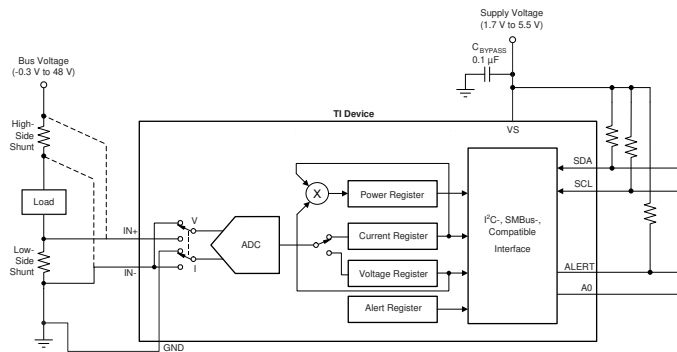 Supply Voltage
(1.7 V to 5.5 V)
C BYPASS
0.1 µF
Bus Voltage
(-0.3 V to 48 V)
High-
Side
Shunt
Load
Low-
Side
Shunt
TI Device
VS
SDA
SCL
ALERT
A0
IN+
IN-
GND
V
I
ADC
X
Power Register
Current Register
Voltage Register
Alert Register
I²C-, SMBus-,
Compatible
Interface